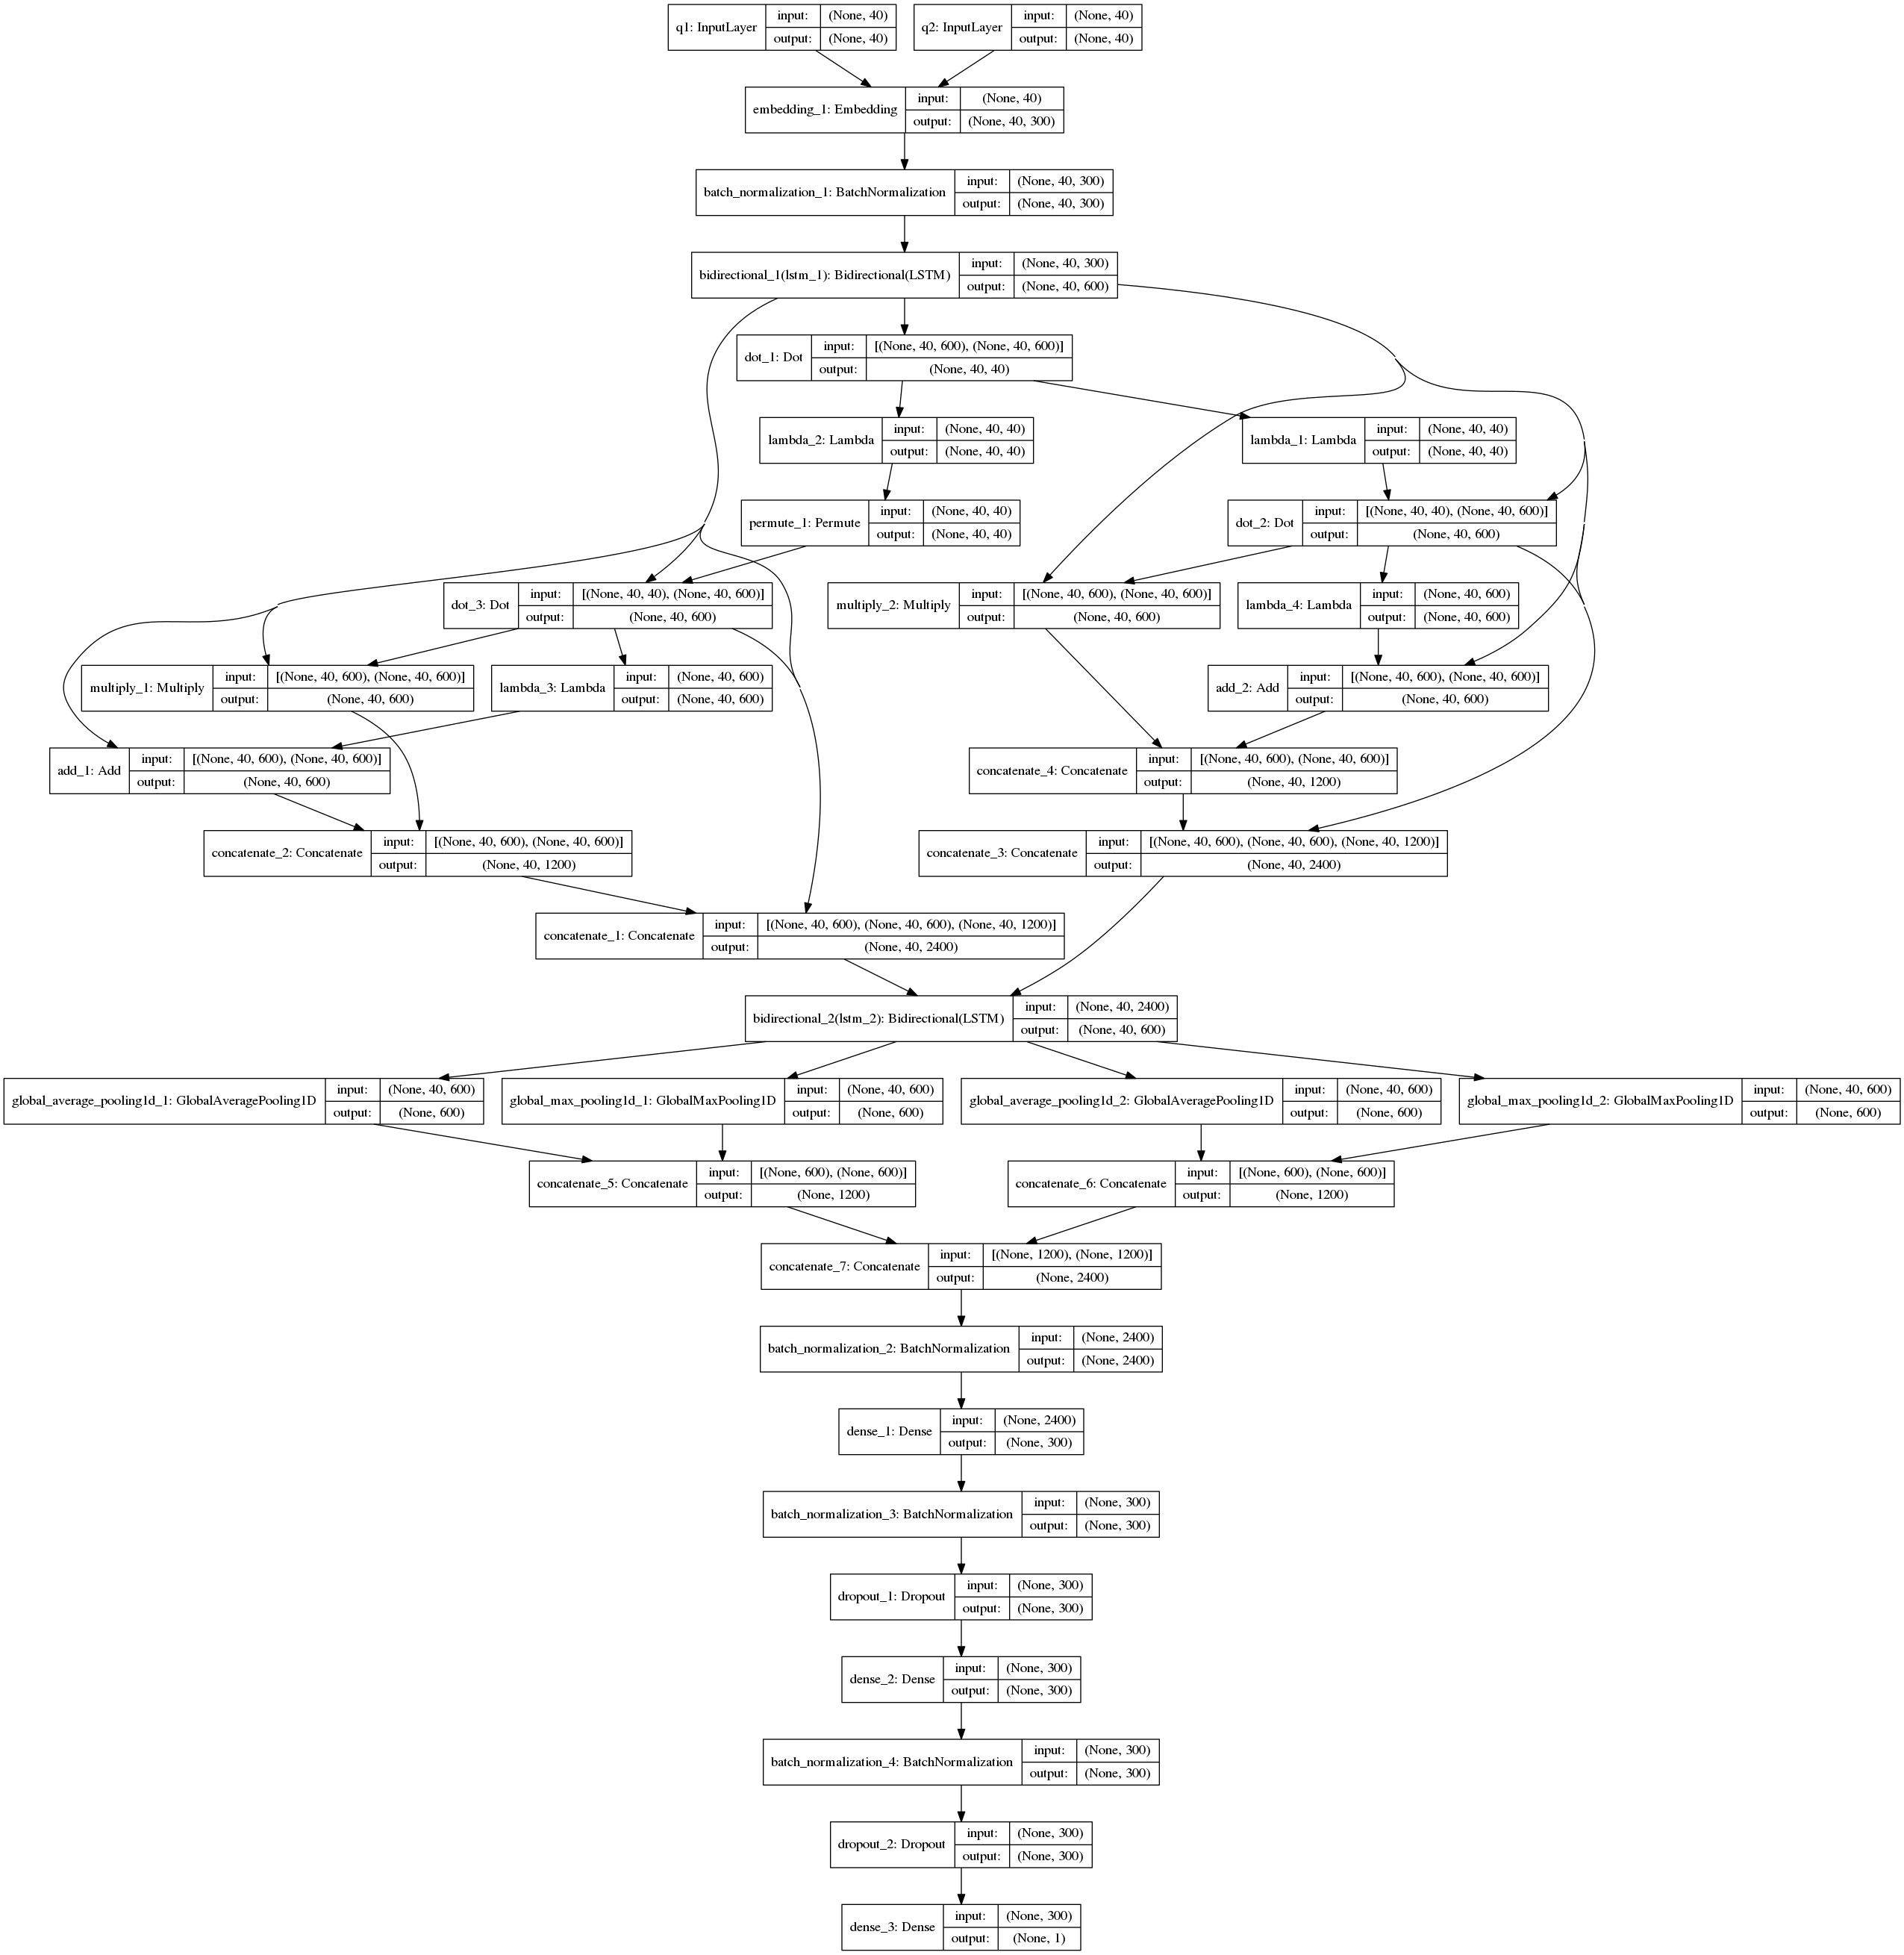 q1: InputLayer input: (None, 40) output: (None, 40)
q2: InputLayer input: (None, 40) output: (None, 40)
embedding_1: Embedding input: (None, 40) output: (None, 40, 300)
batch_normalization_1: BatchNormalization input: (None, 40, 300) output: (None, 40, 300)
bidirectional_1(lstm_1): Bidirectional(LSTM) input: (None, 40, 300) output: (None, 40, 600)
dot_1: Dot input: [(None, 40, 600), (None, 40, 600)] output: (None, 40, 40)
lambda_2: Lambda input: (None, 40, 40) output: (None, 40, 40)
lambda_1: Lambda input: (None, 40, 40) output: (None, 40, 40)
permute_1: Permute input: (None, 40, 40) output: (None, 40, 40)
dot_2: Dot input: [(None, 40, 40), (None, 40, 600)] output: (None, 40, 600)
dot_3: Dot input: [(None, 40, 40), (None, 40, 600)] output: (None, 40, 600)
multiply_2: Multiply input: [(None, 40, 600), (None, 40, 600)] output: (None, 40, 600)
lambda_4: Lambda input: (None, 40, 600) output: (None, 40, 600)
multiply_1: Multiply input: [(None, 40, 600), (None, 40, 600)] output: (None, 40, 600)
lambda_3: Lambda input: (None, 40, 600) output: (None, 40, 600)
add_2: Add input: [(None, 40, 600), (None, 40, 600)] output: (None, 40, 600)
add_1: Add input: [(None, 40, 600), (None, 40, 600)] output: (None, 40, 600)
concatenate_4: Concatenate input: [(None, 40, 600), (None, 40, 600)] output: (None, 40, 1200)
concatenate_2: Concatenate input: [(None, 40, 600), (None, 40, 600)] output: (None, 40, 1200)
concatenate_3: Concatenate input: [(None, 40, 600), (None, 40, 600), (None, 40, 1200)] output: (None, 40, 2400)
concatenate_1: Concatenate input: [(None, 40, 600), (None, 40, 600), (None, 40, 1200)] output: (None, 40, 2400)
bidirectional_2(lstm_2): Bidirectional(LSTM) input: (None, 40, 2400) output: (None, 40, 600)
global_average_pooling1d_1: GlobalAveragePooling1D input: (None, 40, 600) output: (None, 600)
global_max_pooling1d_1: GlobalMaxPooling1D input: (None, 40, 600) output: (None, 600)
global_average_pooling1d_2: GlobalAveragePooling1D input: (None, 40, 600) output: (None, 600)
global_max_pooling1d_2: GlobalMaxPooling1D input: (None, 40, 600) output: (None, 600)
concatenate_5: Concatenate input: [(None, 600), (None, 600)] output: (None, 1200)
concatenate_6: Concatenate input: [(None, 600), (None, 600)] output: (None, 1200)
concatenate_7: Concatenate input: [(None, 1200), (None, 1200)] output: (None, 2400)
batch_normalization_2: BatchNormalization input: (None, 2400) output: (None, 2400)
dense_1: Dense input: (None, 2400) output: (None, 300)
batch_normalization_3: BatchNormalization input: (None, 300) output: (None, 300)
dropout_1: Dropout input: (None, 300) output: (None, 300)
dense_2: Dense input: (None, 300) output: (None, 300)
batch_normalization_4: BatchNormalization input: (None, 300) output: (None, 300)
dropout_2: Dropout input: (None, 300) output: (None, 300)
dense_3: Dense input: (None, 300) output: (None, 1)